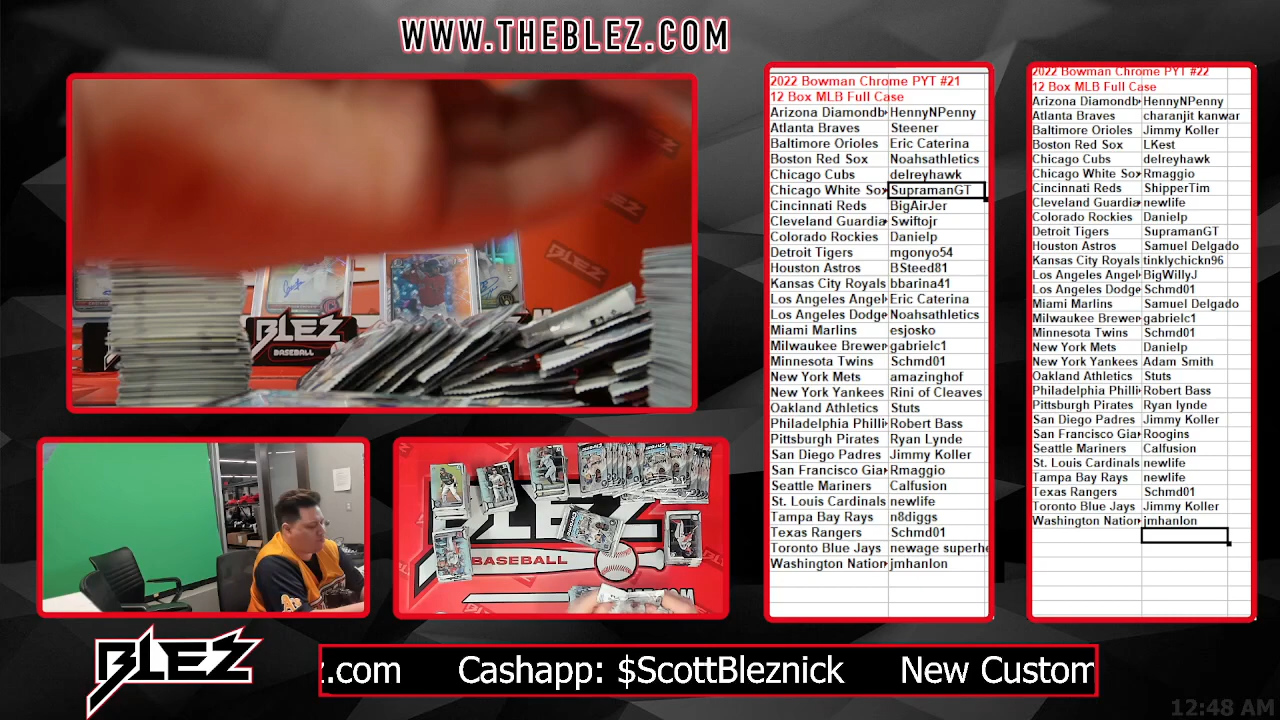 WWW.THEBLEZ.COM
2022 Bowman Chrome PYT #21
12 Box MLB Full Case
Arizona Diamondb HennyNPenny
Atlanta Braves Steener
Baltimore Orioles Eric Caterina
Boston Red Sox Noahsathletics
Chicago Cubs delreyhawk
Chicago White Sox SupramanGT
Cincinnati Reds BigAirJer
Cleveland Guardia Swiftojr
Colorado Rockies Danielp
Detroit Tigers mgonyo54
Houston Astros BSteed81
Kansas City Royals bbarina41
Los Angeles Angel Eric Caterina
Los Angeles Dodge Noahsathletics
Miami Marlins esjosko
Milwaukee Brewer gabrielc1
Minnesota Twins Schmd01
New York Mets amazinghof
New York Yankees Rini of Cleaves
Oakland Athletics Stuts
Philadelphia Philli Robert Bass
Pittsburgh Pirates Ryan Lynde
San Diego Padres Jimmy Koller
San Francisco Gia Rmaggio
Seattle Mariners Calfusion
St. Louis Cardinals newlife
Tampa Bay Rays n8diggs
Texas Rangers Schmd01
Toronto Blue Jays newage superhe
Washington Nation jmhanlon
2022 Bowman Chrome PYT #22
12 Box MLB Full Case
Arizona Diamondb HennyNPenny
Atlanta Braves charanjit kanwar
Baltimore Orioles Jimmy Koller
Boston Red Sox LKest
Chicago Cubs delreyhawk
Chicago White Sox Rmaggio
Cincinnati Reds ShipperTim
Cleveland Guardia newlife
Colorado Rockies Danielp
Detroit Tigers SupramanGT
Houston Astros Samuel Delgado
Kansas City Royals tinklychickn96
Los Angeles Angel BigWillyJ
Los Angeles Dodge Schmd01
Miami Marlins Samuel Delgado
Milwaukee Brewer gabrielc1
Minnesota Twins Schmd01
New York Mets Danielp
New York Yankees Adam Smith
Oakland Athletics Stuts
Philadelphia Philli Robert Bass
Pittsburgh Pirates Ryan lynde
San Diego Padres Jimmy Koller
San Francisco Gia Roogins
Seattle Mariners Calfusion
St. Louis Cardinals newlife
Tampa Bay Rays newlife
Texas Rangers Schmd01
Toronto Blue Jays Jimmy Koller
Washington Nation jmhanlon
BLEZ
BASEBALL
BLEZ
BASEBALL
BLEZ
z.com Cashapp: $ScottBleznick New Custom
12:48 AM